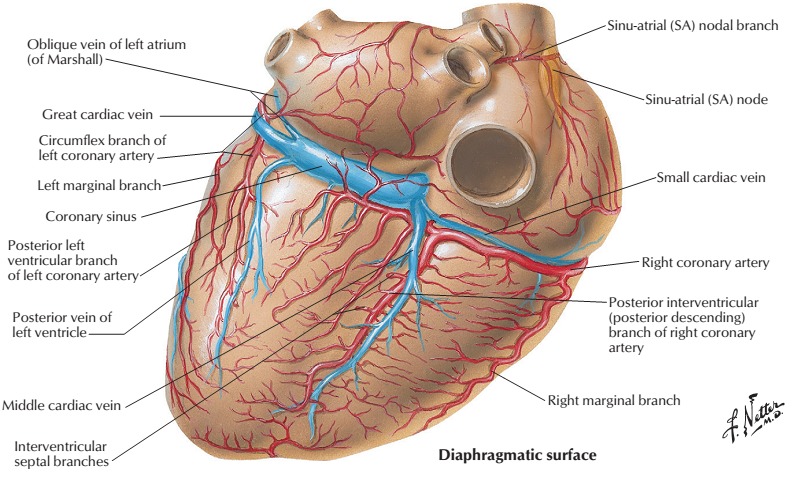 Oblique vein of left atrium
(of Marshall)
Great cardiac vein
Circumflex branch of
left coronary artery
Left marginal branch
Coronary sinus
Posterior left
ventricular branch
of left coronary artery
Posterior vein of
left ventricle
Middle cardiac vein
Interventricular
septal branches
Sinu-atrial (SA) nodal branch
Sinu-atrial (SA) node
Small cardiac vein
Right coronary artery
Posterior interventricular
(posterior descending)
branch of right coronary
artery
Right marginal branch
Diaphragmatic surface
F. Netter
M.D.